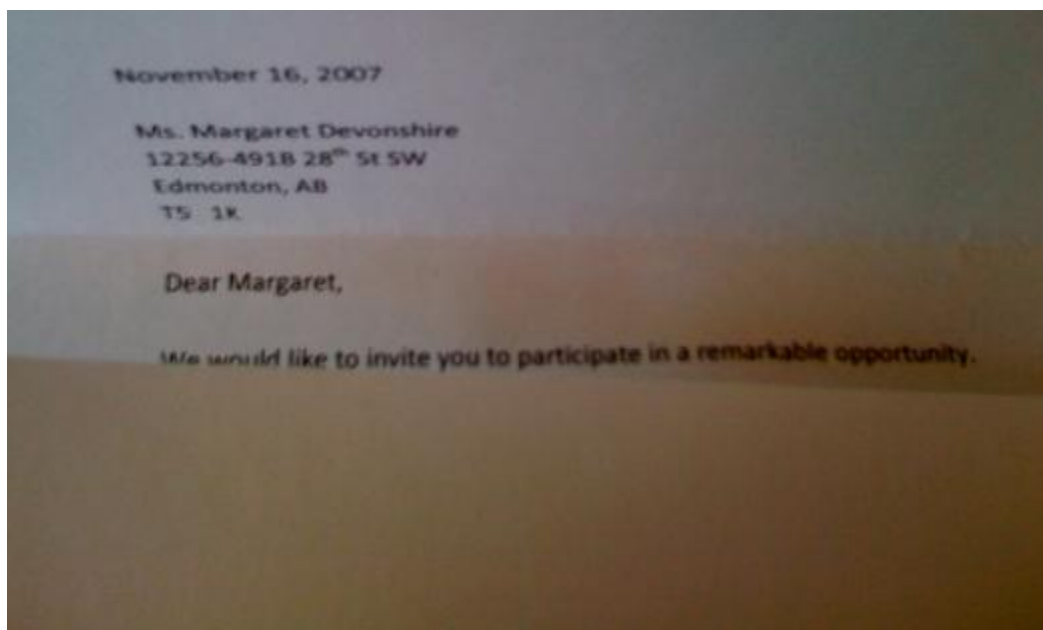 November 16, 2007
Ms. Margaret Devonshire
12256-491B 28th St SW
Edmonton, AB
T5 1K
Dear Margaret,
We would like to invite you to participate in a remarkable opportunity.